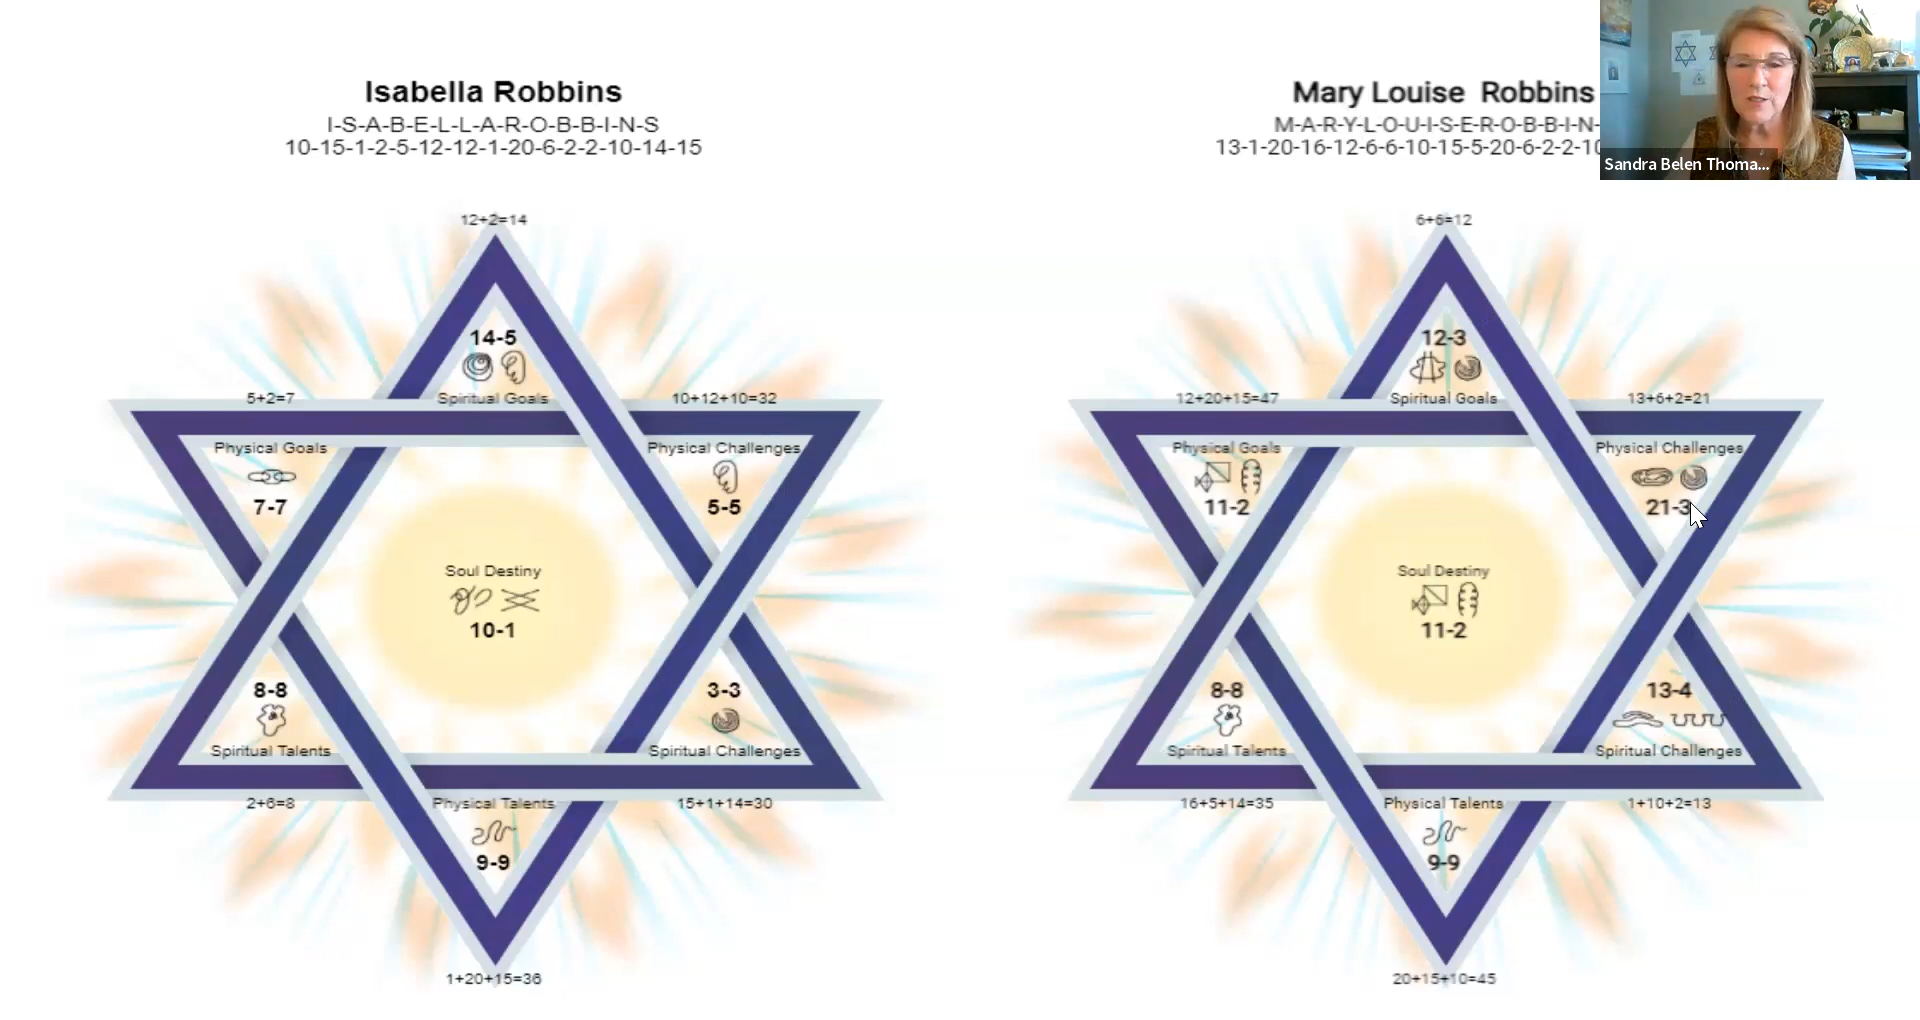 Isabella Robbins
I-S-A-B-E-L-L-A-R-O-B-B-I-N-S
10-15-1-2-5-12-12-1-20-6-2-2-10-14-15
12+2=14
14-5
Spiritual Goals
5+2=7
Physical Goals
7-7
10+12+10=32
Physical Challenges
5-5
Soul Destiny
10-1
8-8
Spiritual Talents
2+6=8
3-3
Spiritual Challenges
15+1+14=30
Physical Talents
9-9
1+20+15=36
Mary Louise Robbins
M-A-R-Y-L-O-U-I-S-E-R-O-B-B-I-N-
13-1-20-16-12-6-6-10-15-5-20-6-2-2-10
6+6=12
12-3
Spiritual Goals
12+20+15=47
Physical Goals
11-2
13+6+2=21
Physical Challenges
21-3
Soul Destiny
11-2
8-8
Spiritual Talents
16+5+14=35
13-4
Spiritual Challenges
1+10+2=13
Physical Talents
9-9
20+15+10=45
Sandra Belen Thoma...